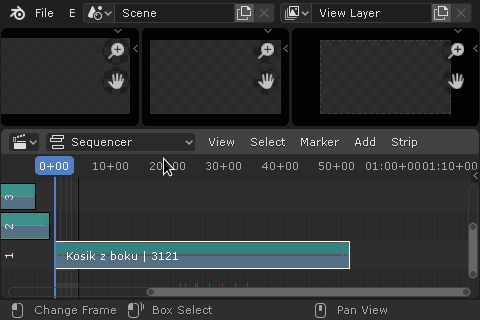 File E Scene View Layer
Sequencer View Select Marker Add Strip
0+00 10+00 20+00 30+00 40+00 50+00 01:00+00 01:10+00
3
2
1 Kosik z boku | 3121
Change Frame Box Select Pan View